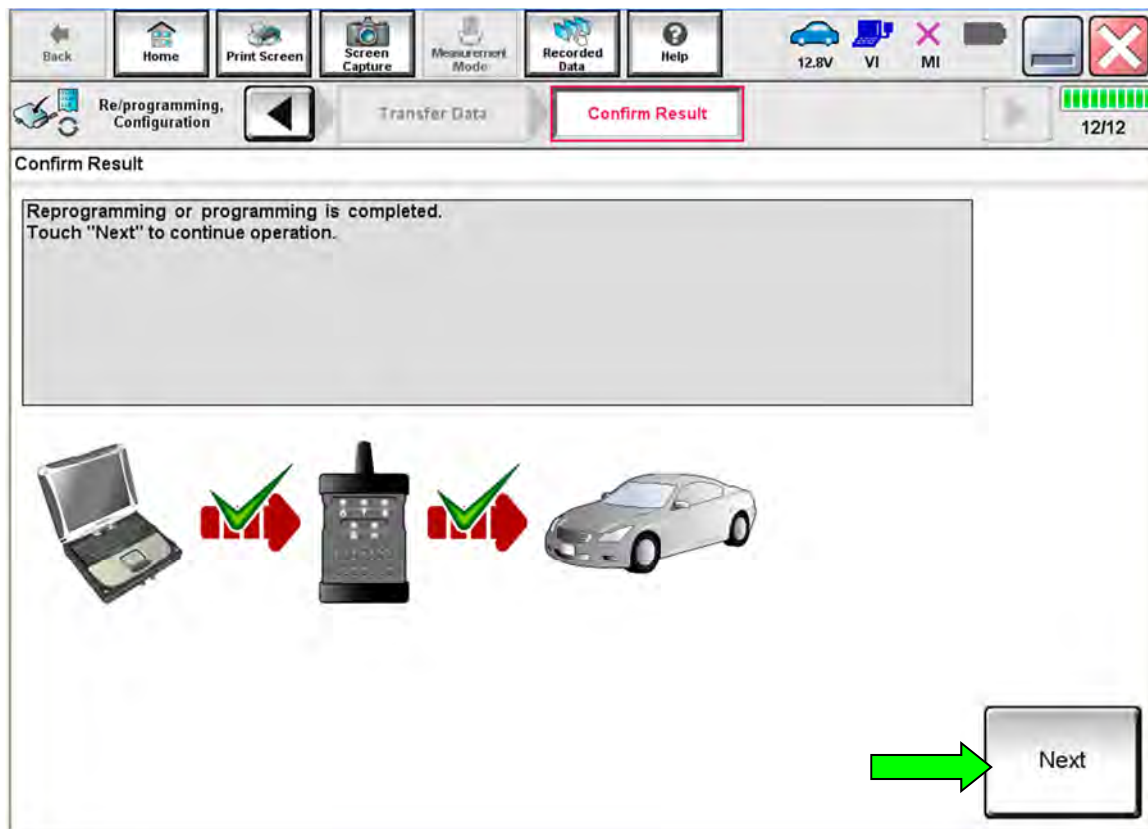 Back
Home
Print Screen
Screen
Capture
Measurement
Mode
Recorded
Data
Help
12.8V
VI
MI
Re/programming,
Configuration
Transfer Data
Confirm Result
12/12
Confirm Result
Reprogramming or programming is completed.
Touch "Next" to continue operation.
Next